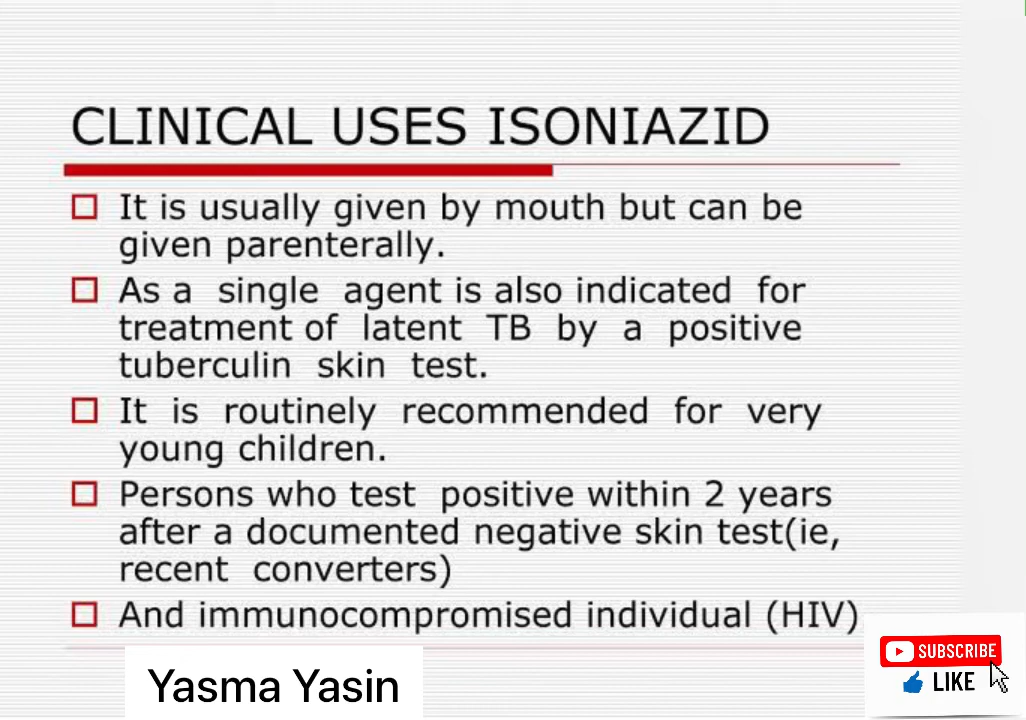 CLINICAL USES ISONIAZID
It is usually given by mouth but can be
given parenterally.
As a single agent is also indicated for
treatment of latent TB by a positive
tuberculin skin test.
It is routinely recommended for very
young children.
Persons who test positive within 2 years
after a documented negative skin test(ie,
recent converters)
And immunocompromised individual (HIV)
SUBSCRIBE
LIKE
Yasma Yasin